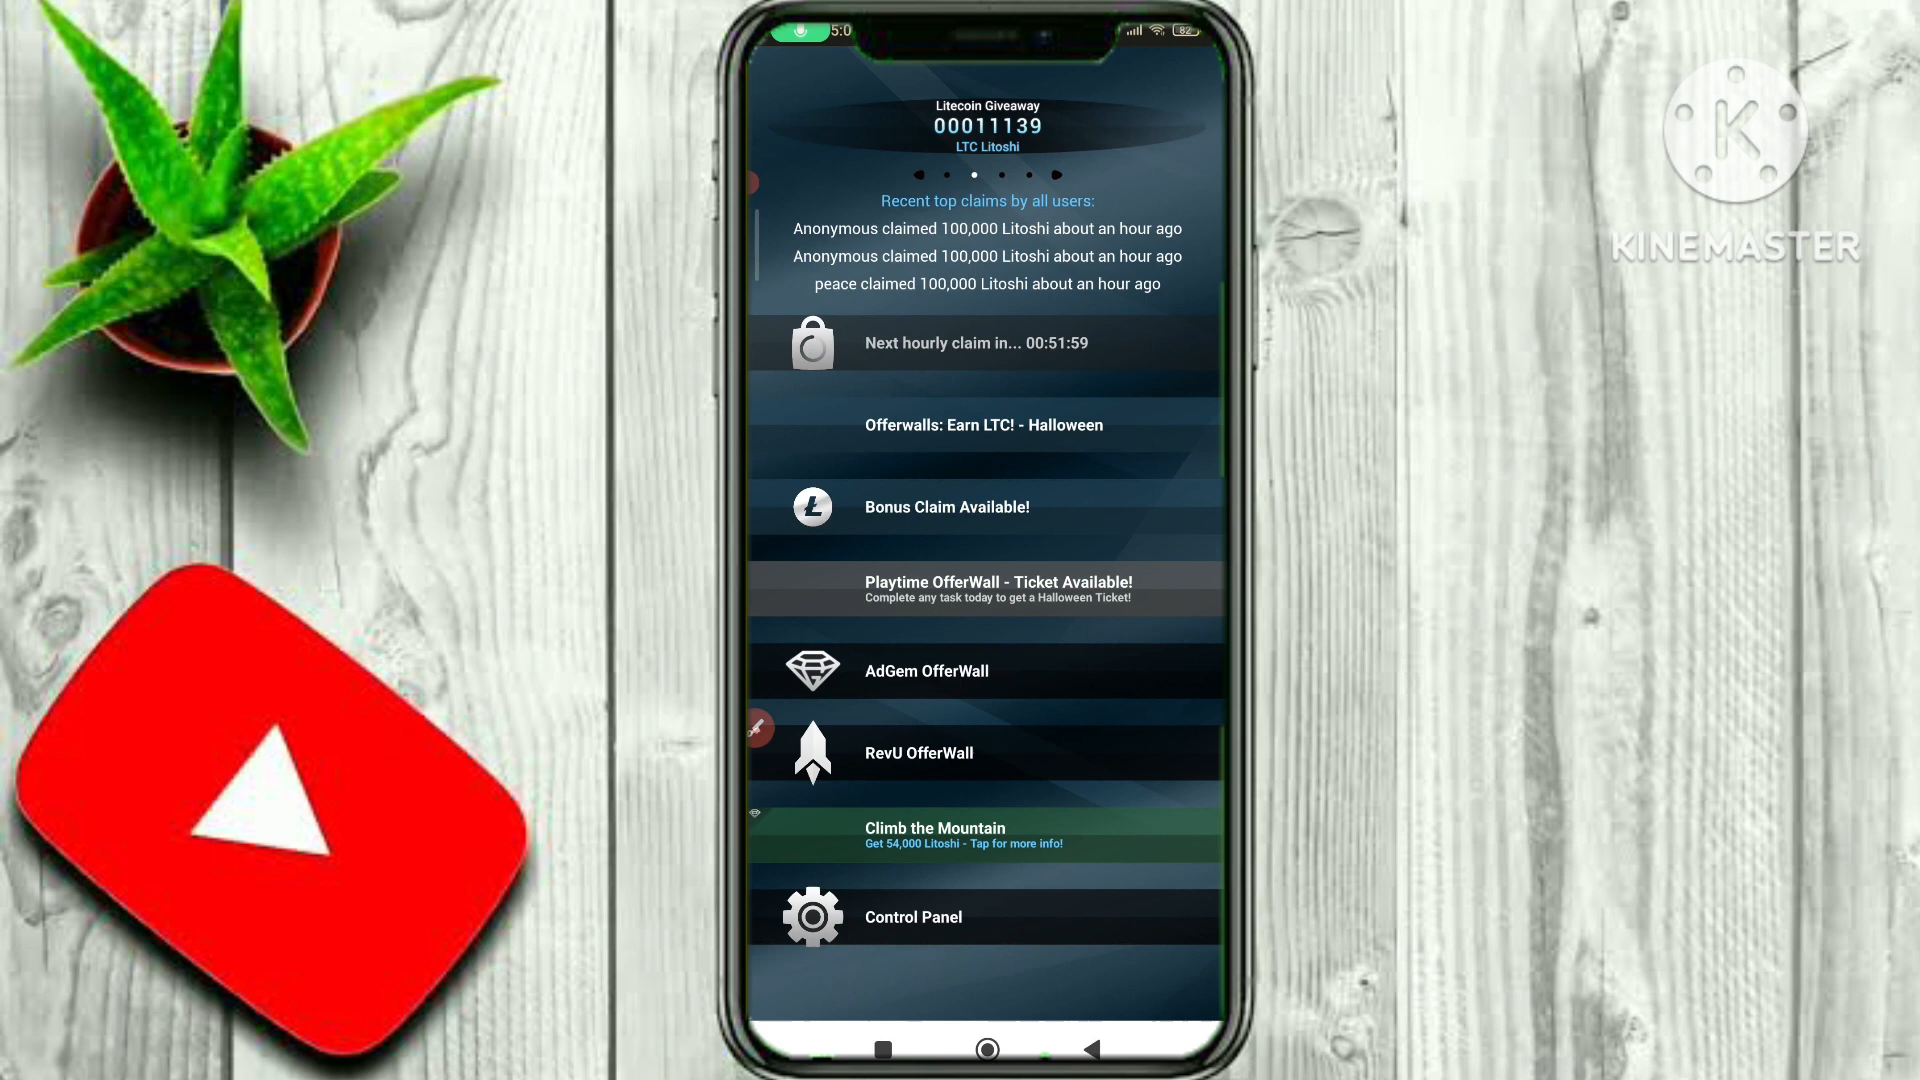 5:0
82
Litecoin Giveaway
00011139
LTC Litoshi
Recent top claims by all users:
Anonymous claimed 100,000 Litoshi about an hour ago
Anonymous claimed 100,000 Litoshi about an hour ago
peace claimed 100,000 Litoshi about an hour ago
Next hourly claim in... 00:51:59
Offerwalls: Earn LTC! - Halloween
Bonus Claim Available!
Playtime OfferWall - Ticket Available!
Complete any task today to get a Halloween Ticket!
AdGem OfferWall
RevU OfferWall
Climb the Mountain
Get 54,000 Litoshi - Tap for more info!
Control Panel
K
KINEMASTER